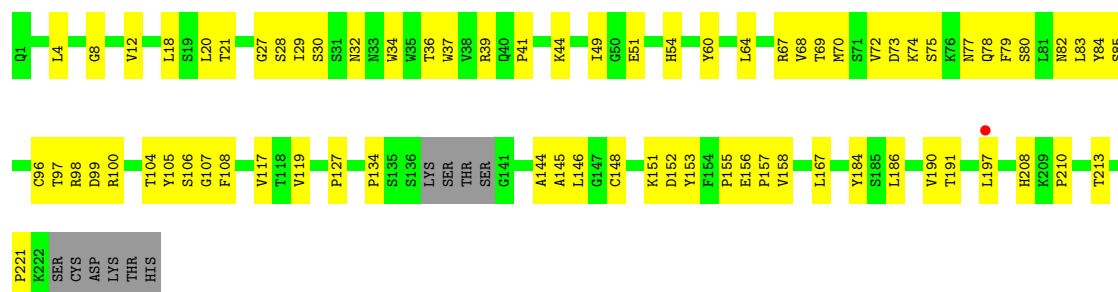 Q1 L4 G8 V12 L18 S19 L20 T21 G27 S28 I29 S30 S31 N32 N33 W34 W35 T36 W37 V38 R39 Q40 P41 K44 I49 G50 E51 H54 Y60 L64 R67 V68 T69 M70 S71 V72 D73 K74 S75 K76 N77 Q78 F79 S80 L81 N82 L83 Y84 S85
C96 T97 R98 D99 R100 T104 Y105 S106 G107 F108 V117 T118 V119 P127 P134 S135 S136 LYS SER THR SER G141 A144 A145 L146 G147 C148 K151 D152 Y153 F154 P155 E156 P157 V158 L167 Y184 S185 L186 V190 T191 L197 H208 K209 P210 T213
P221 K222 SER CYS ASP LYS THR HIS